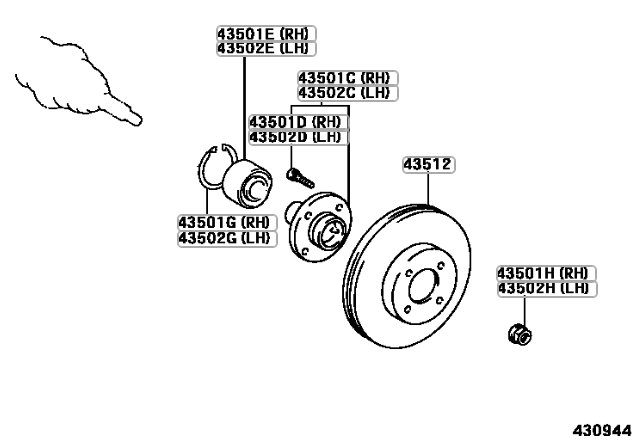 43501E (RH)
43502E (LH)
43501C (RH)
43502C (LH)
43501D (RH)
43502D (LH)
43512
43501G (RH)
43502G (LH)
43501H (RH)
43502H (LH)
430944